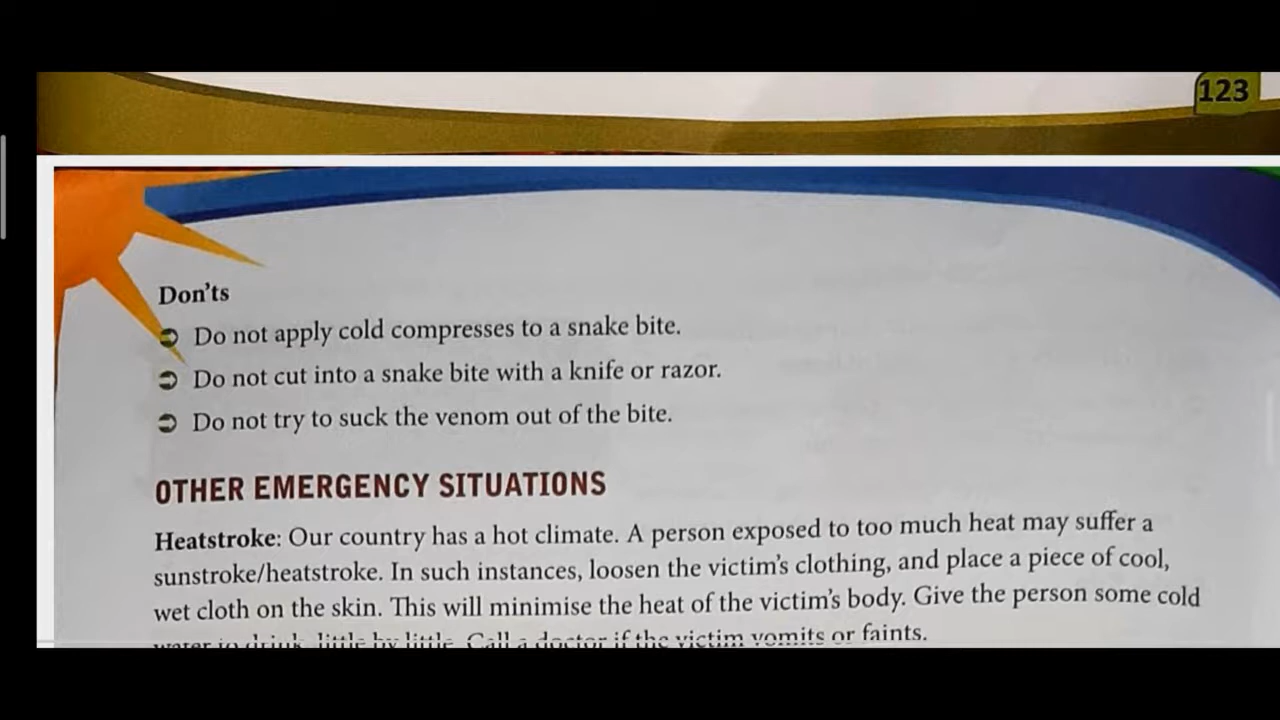 123
Don'ts
Do not apply cold compresses to a snake bite.
Do not cut into a snake bite with a knife or razor.
Do not try to suck the venom out of the bite.
OTHER EMERGENCY SITUATIONS
Heatstroke: Our country has a hot climate. A person exposed to too much heat may suffer a
sunstroke/heatstroke. In such instances, loosen the victim's clothing, and place a piece of cool,
wet cloth on the skin. This will minimise the heat of the victim's body. Give the person some cold
water to drink, little by little. Call a doctor if the victim vomits or faints.